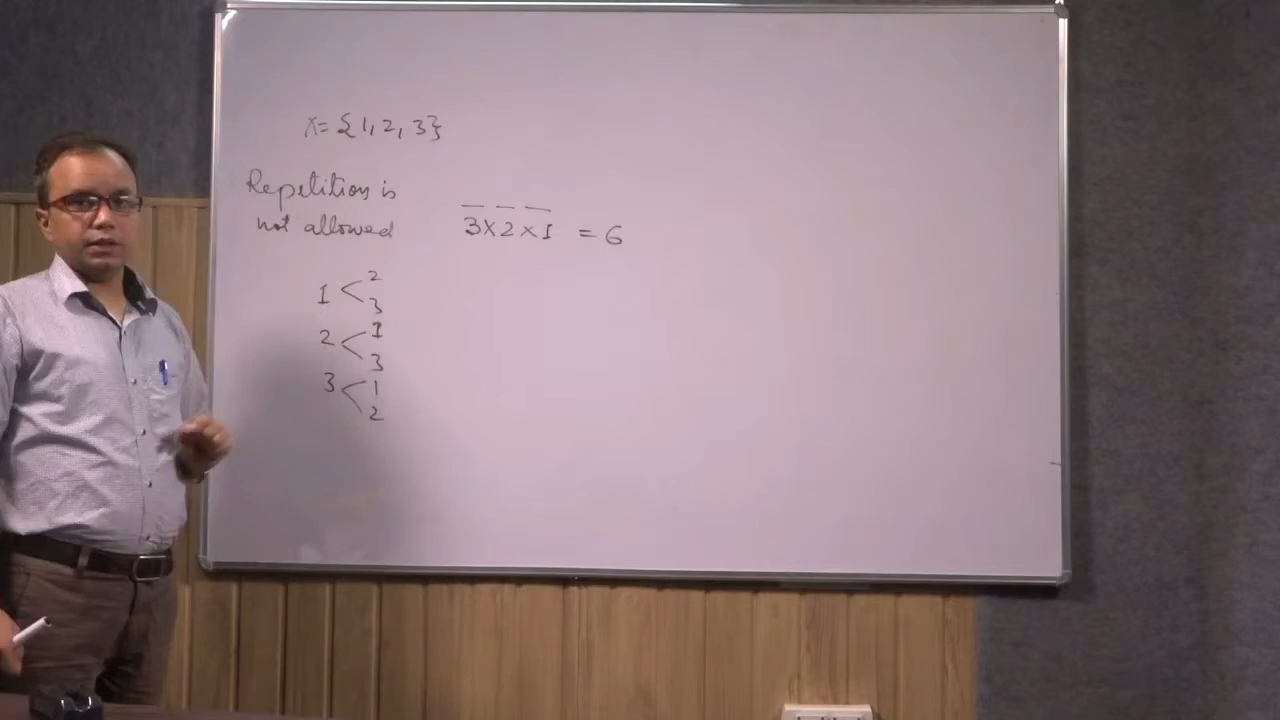 X = {1, 2, 3}
Repetition is
not allowed
_ _ _
3 × 2 × 1 = 6
1 < 2
3
2 < 1
3
3 < 1
2